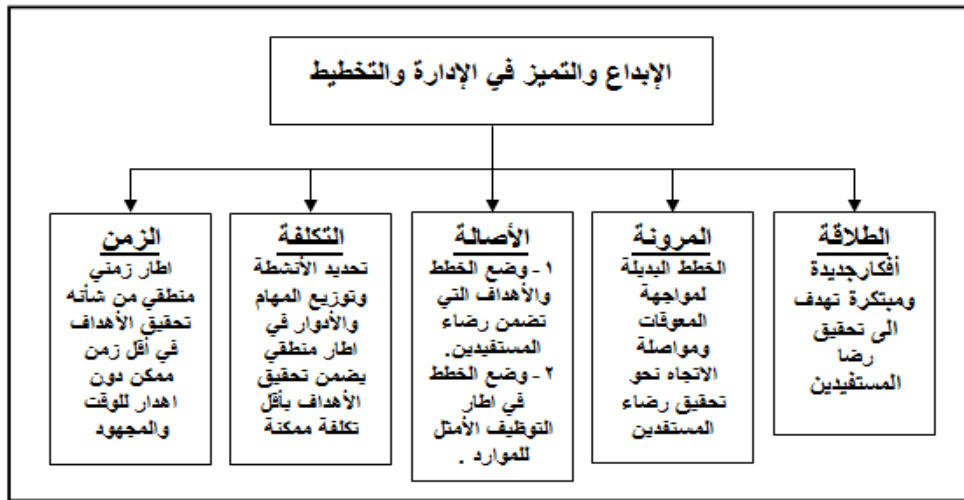 الإبداع والتميز في الإدارة والتخطيط
الطلاقة
أفكارجديدة
ومبتكرة تهدف
الى تحقيق
رضا
المستفيدين
المرونة
الخطط البديلة
لمواجهة
المعوقات
ومواصلة
الاتجاه نحو
تحقيق رضاء
المستفدين
الأصالة
١- وضع الخطط
والأهداف التي
تضمن رضاء
المستفيدين.
٢- وضع الخطط
في اطار
التوظيف الأمثل
للموارد .
التكلفة
تحديد الأنشطة
وتوزيع المهام
والأدوار في
اطار منطقي
يضمن تحقيق
الأهداف بأقل
تكلفة ممكنة
الزمن
اطار زمني
منطقي من شأنه
تحقيق الأهداف
في أقل زمن
ممكن دون
اهدار للوقت
والمجهود